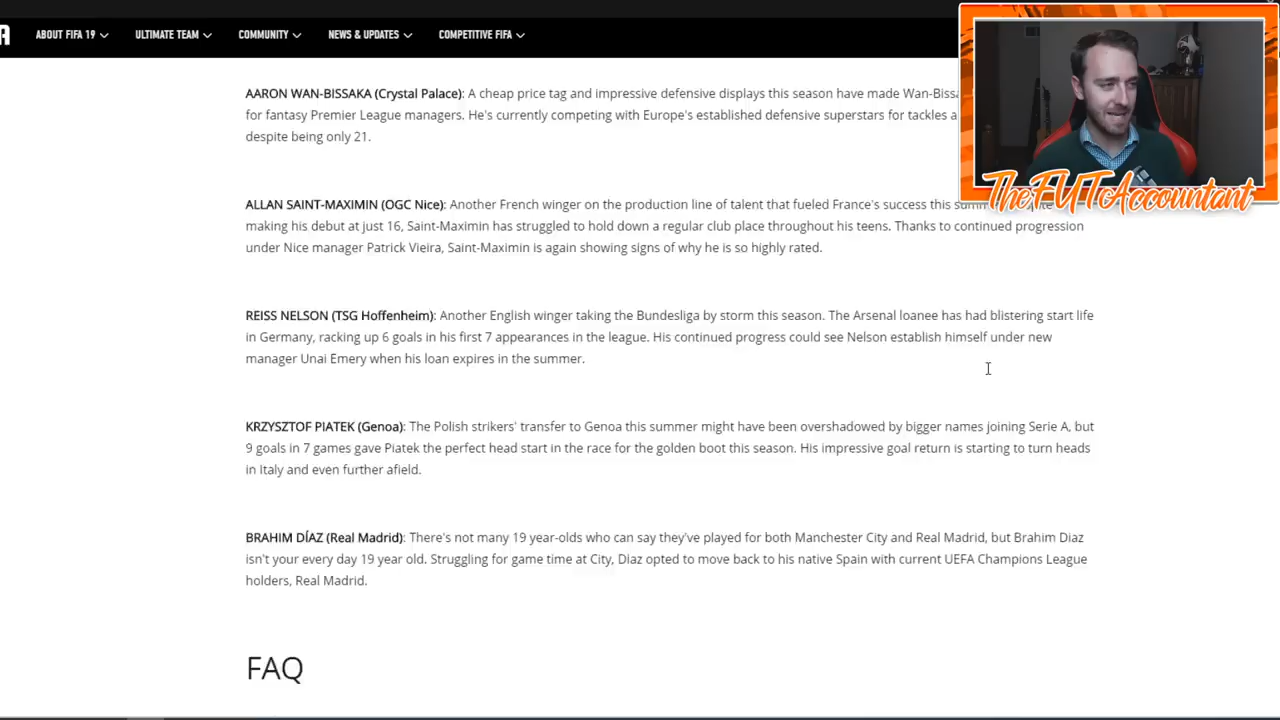 A ABOUT FIFA 19 ULTIMATE TEAM COMMUNITY NEWS & UPDATES COMPETITIVE FIFA
AARON WAN-BISSAKA (Crystal Palace): A cheap price tag and impressive defensive displays this season have made
for fantasy Premier League managers. He's currently competing with Europe's established defensive superstars for tackles
despite being only 21.
TheFUTAccountant
ALLAN SAINT-MAXIMIN (OGC Nice): Another French winger on the production line of talent that fueled France's success this
making his debut at just 16, Saint-Maximin has struggled to hold down a regular club place throughout his teens. Thanks to continued progression
under Nice manager Patrick Vieira, Saint-Maximin is again showing signs of why he is so highly rated.
REISS NELSON (TSG Hoffenheim): Another English winger taking the Bundesliga by storm this season. The Arsenal loanee has had blistering start life
in Germany, racking up 6 goals in his first 7 appearances in the league. His continued progress could see Nelson establish himself under new
manager Unai Emery when his loan expires in the summer.
KRZYSZTOF PIATEK (Genoa): The Polish strikers' transfer to Genoa this summer might have been overshadowed by bigger names joining Serie A, but
9 goals in 7 games gave Piatek the perfect head start in the race for the golden boot this season. His impressive goal return is starting to turn heads
in Italy and even further afield.
BRAHIM DÍAZ (Real Madrid): There's not many 19 year-olds who can say they've played for both Manchester City and Real Madrid, but Brahim Diaz
isn't your every day 19 year old. Struggling for game time at City, Diaz opted to move back to his native Spain with current UEFA Champions League
holders, Real Madrid.
FAQ